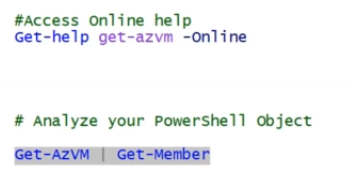 #Access Online help
Get-help get-azvm -Online
# Analyze your PowerShell Object
Get-AzVM | Get-Member